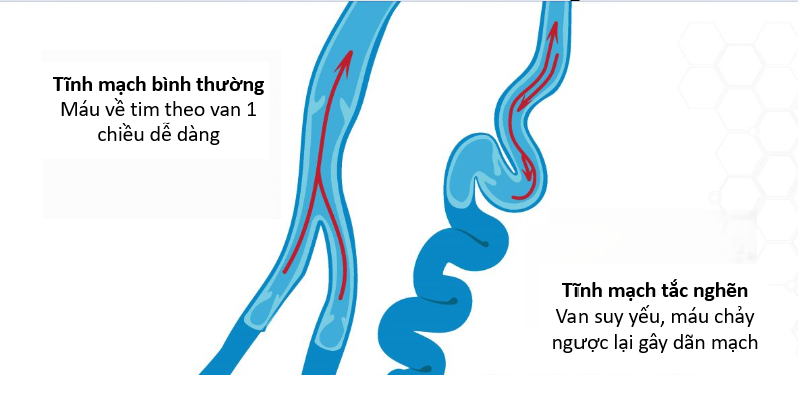 Tĩnh mạch bình thường
Máu về tim theo van 1
chiều dễ dàng
Tĩnh mạch tắc nghẽn
Van suy yếu, máu chảy
ngược lại gây dãn mạch